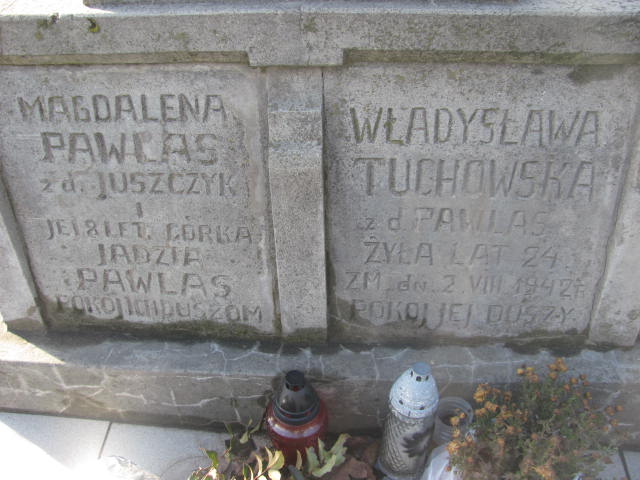 MAGDALENA
PAWLAS
z d. JUSZCZYK
I
JEJ 8 LET. CÓRKA
JADZIA
PAWLAS
POKÓJ ICH DUSZOM
WŁADYSŁAWA
TUCHOWSKA
z d. PAWLAS
ŻYŁA LAT 24
ZM. dn. 2 VIII 1942 r.
POKÓJ JEJ DUSZY.